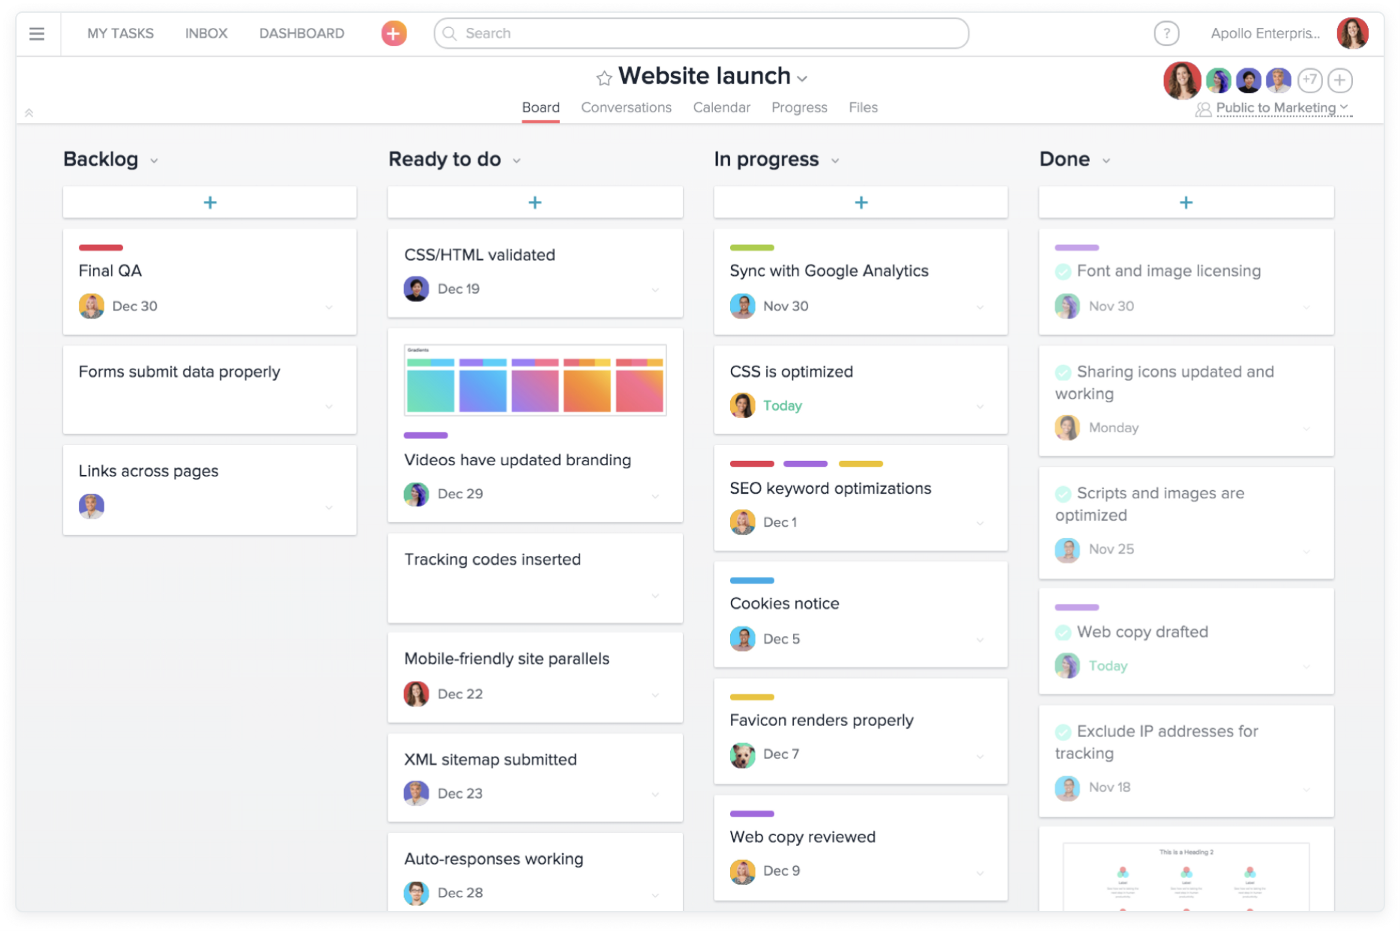 MY TASKS
INBOX
DASHBOARD
Search
?
Apollo Enterpris...
Website launch
+7
Public to Marketing
Board
Conversations
Calendar
Progress
Files
Backlog
Final QA
Dec 30
Forms submit data properly
Links across pages
Ready to do
CSS/HTML validated
Dec 19
Gradients
Videos have updated branding
Dec 29
Tracking codes inserted
Mobile-friendly site parallels
Dec 22
XML sitemap submitted
Dec 23
Auto-responses working
Dec 28
In progress
Sync with Google Analytics
Nov 30
CSS is optimized
Today
SEO keyword optimizations
Dec 1
Cookies notice
Dec 5
Favicon renders properly
Dec 7
Web copy reviewed
Dec 9
Done
Font and image licensing
Nov 30
Sharing icons updated and
working
Monday
Scripts and images are
optimized
Nov 25
Web copy drafted
Today
Exclude IP addresses for
tracking
Nov 18
This is a Heading 2